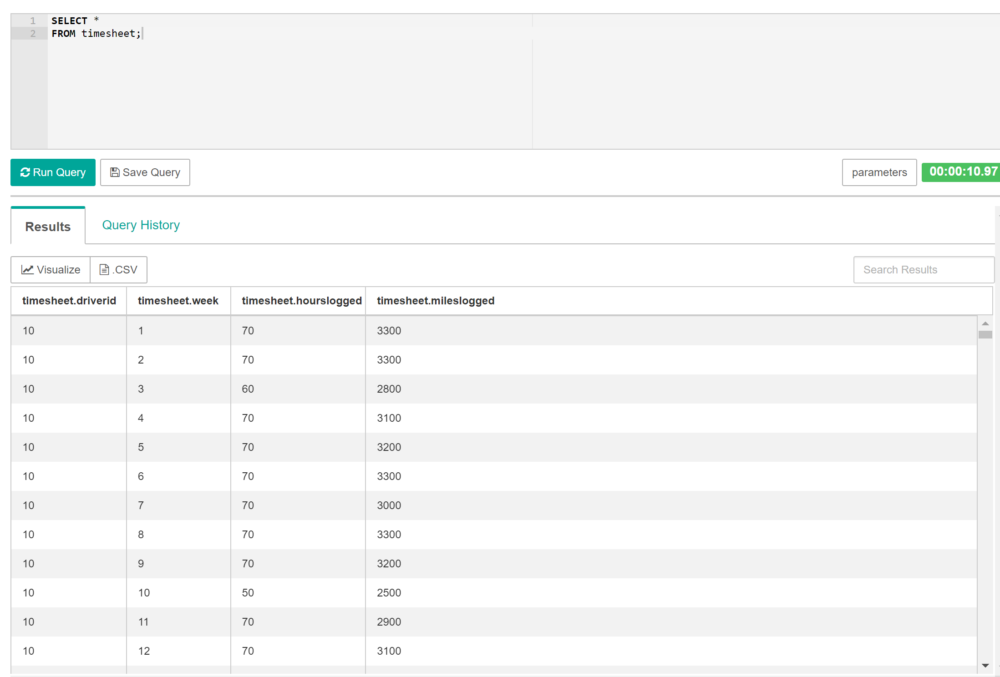 1 SELECT *
2 FROM timesheet;
Run Query Save Query parameters 00:00:10.97
Results Query History
Visualize .CSV Search Results
timesheet.driverid timesheet.week timesheet.hourslogged timesheet.mileslogged
10 1 70 3300
10 2 70 3300
10 3 60 2800
10 4 70 3100
10 5 70 3200
10 6 70 3300
10 7 70 3000
10 8 70 3300
10 9 70 3200
10 10 50 2500
10 11 70 2900
10 12 70 3100